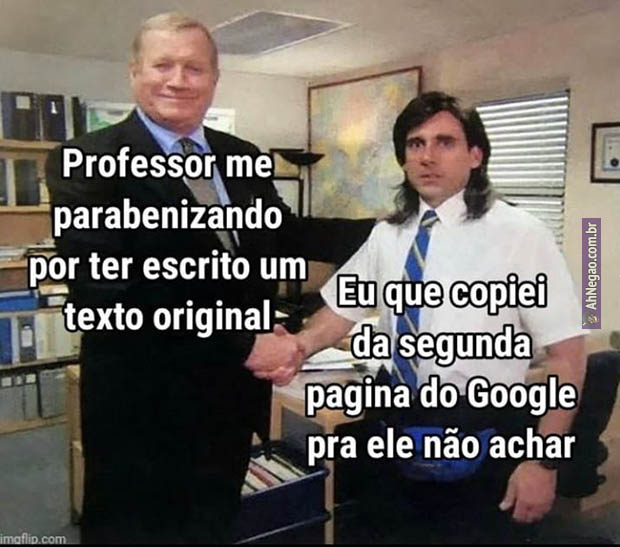 Professor me
parabenizando
por ter escrito um
texto original
Eu que copiei
da segunda
pagina do Google
pra ele não achar
AhNegao.com.br
imgflip.com